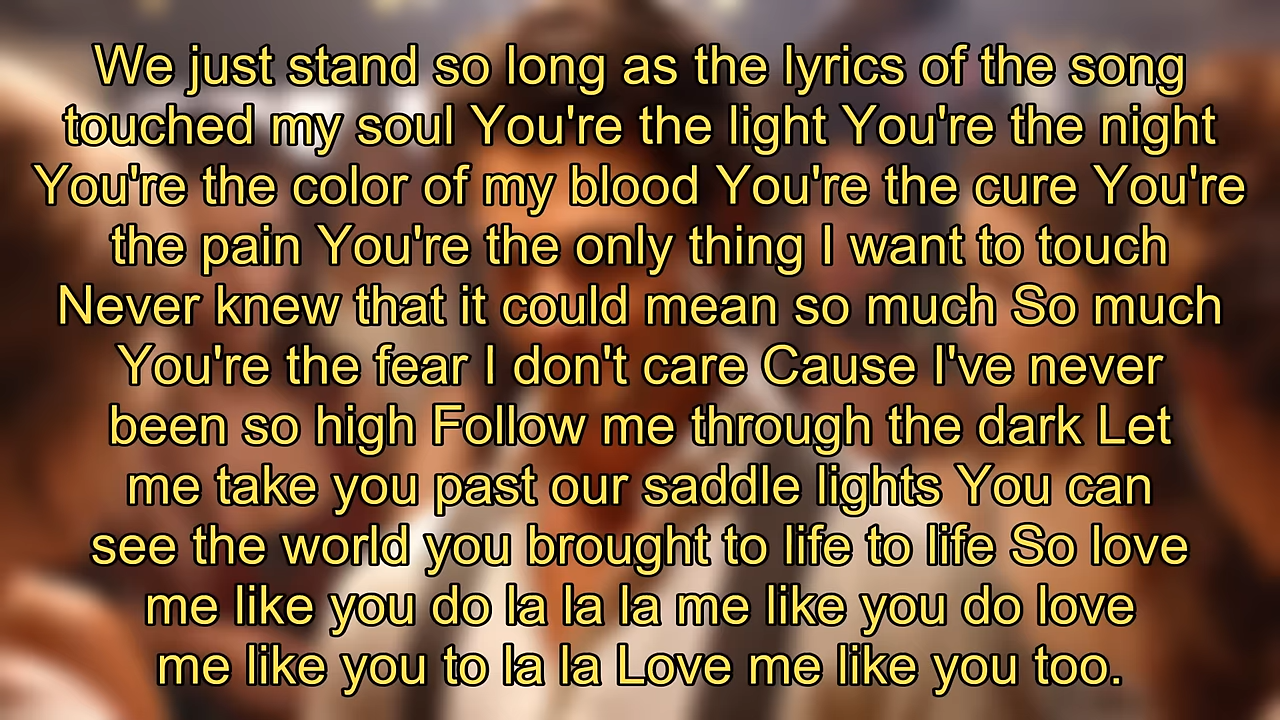 We just stand so long as the lyrics of the song
touched my soul You're the light You're the night
You're the color of my blood You're the cure You're
the pain You're the only thing I want to touch
Never knew that it could mean so much So much
You're the fear I don't care Cause I've never
been so high Follow me through the dark Let
me take you past our saddle lights You can
see the world you brought to life to life So love
me like you do la la la me like you do love
me like you to la la Love me like you too.